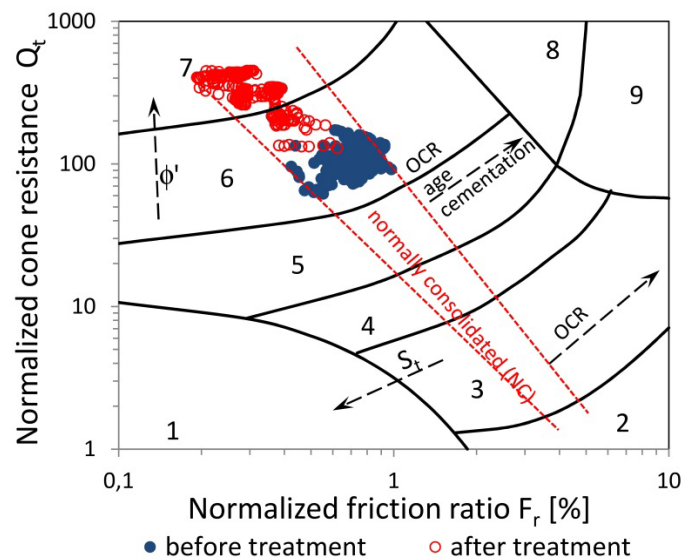 1000
100
10
1
Normalized cone resistance Qt
7
8
9
6
ϕ'
OCR
age
cementation
5
normally consolidated (NC)
4
St
OCR
3
2
1
0,1
1
10
Normalized friction ratio Fr [%]
before treatment
after treatment